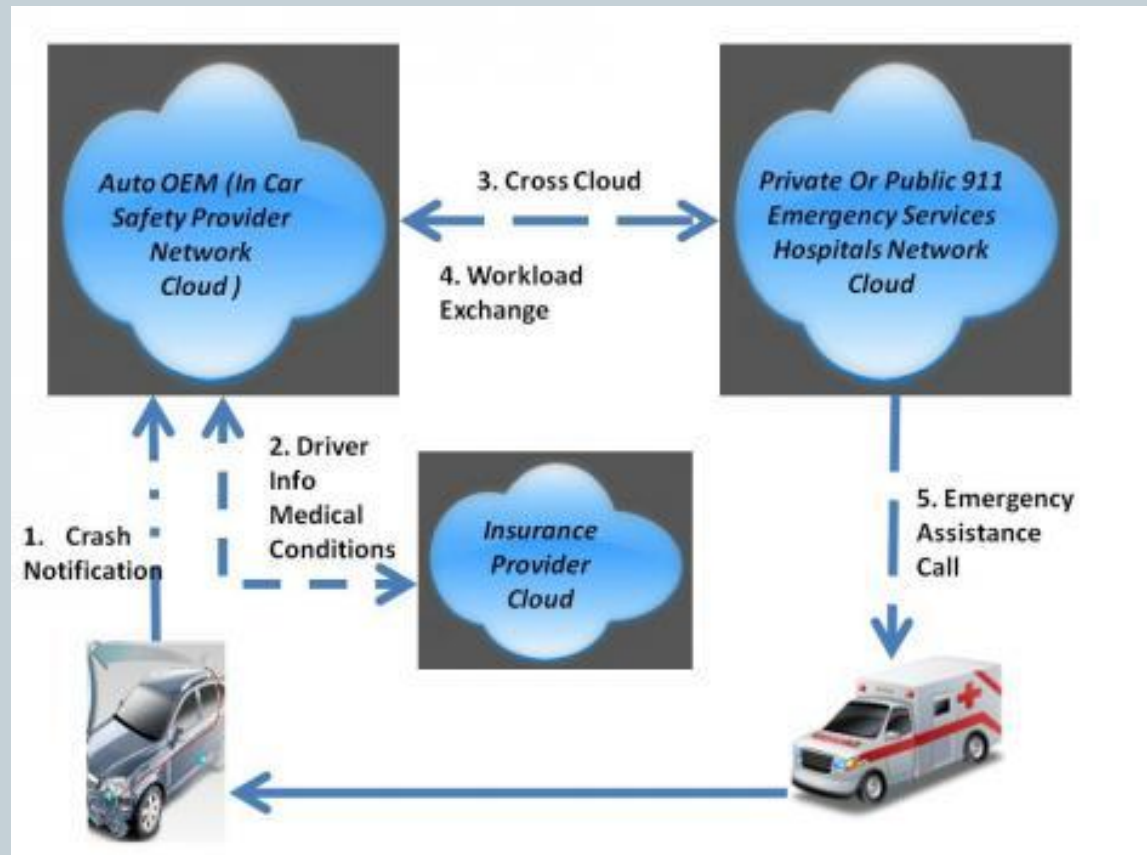 Auto OEM (In Car
Safety Provider
Network
Cloud )
3. Cross Cloud
4. Workload
Exchange
Private Or Public 911
Emergency Services
Hospitals Network
Cloud
1. Crash
Notification
2. Driver
Info
Medical
Conditions
Insurance
Provider
Cloud
5. Emergency
Assistance
Call